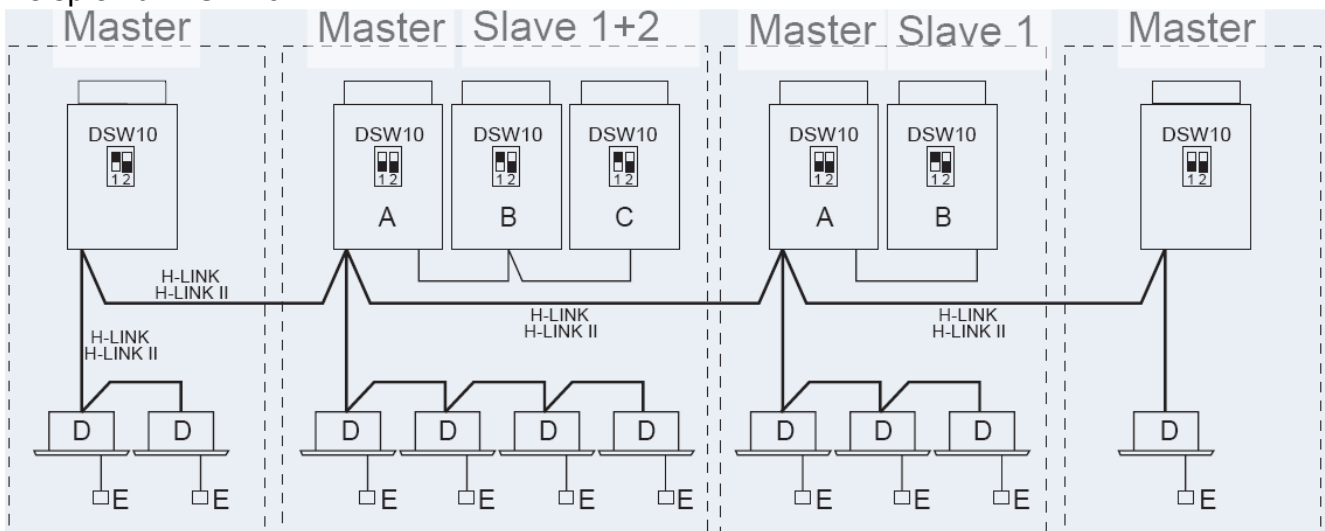 Master Master Slave 1+2 Master Slave 1 Master
DSW10 DSW10 DSW10 DSW10 DSW10 DSW10 DSW10
1 2 1 2 1 2 1 2 1 2 1 2 1 2
A B C A B
H-LINK
H-LINK II
H-LINK
H-LINK II
H-LINK
H-LINK II
H-LINK
H-LINK II
D D D D D D D D D D
E E E E E E E E E E